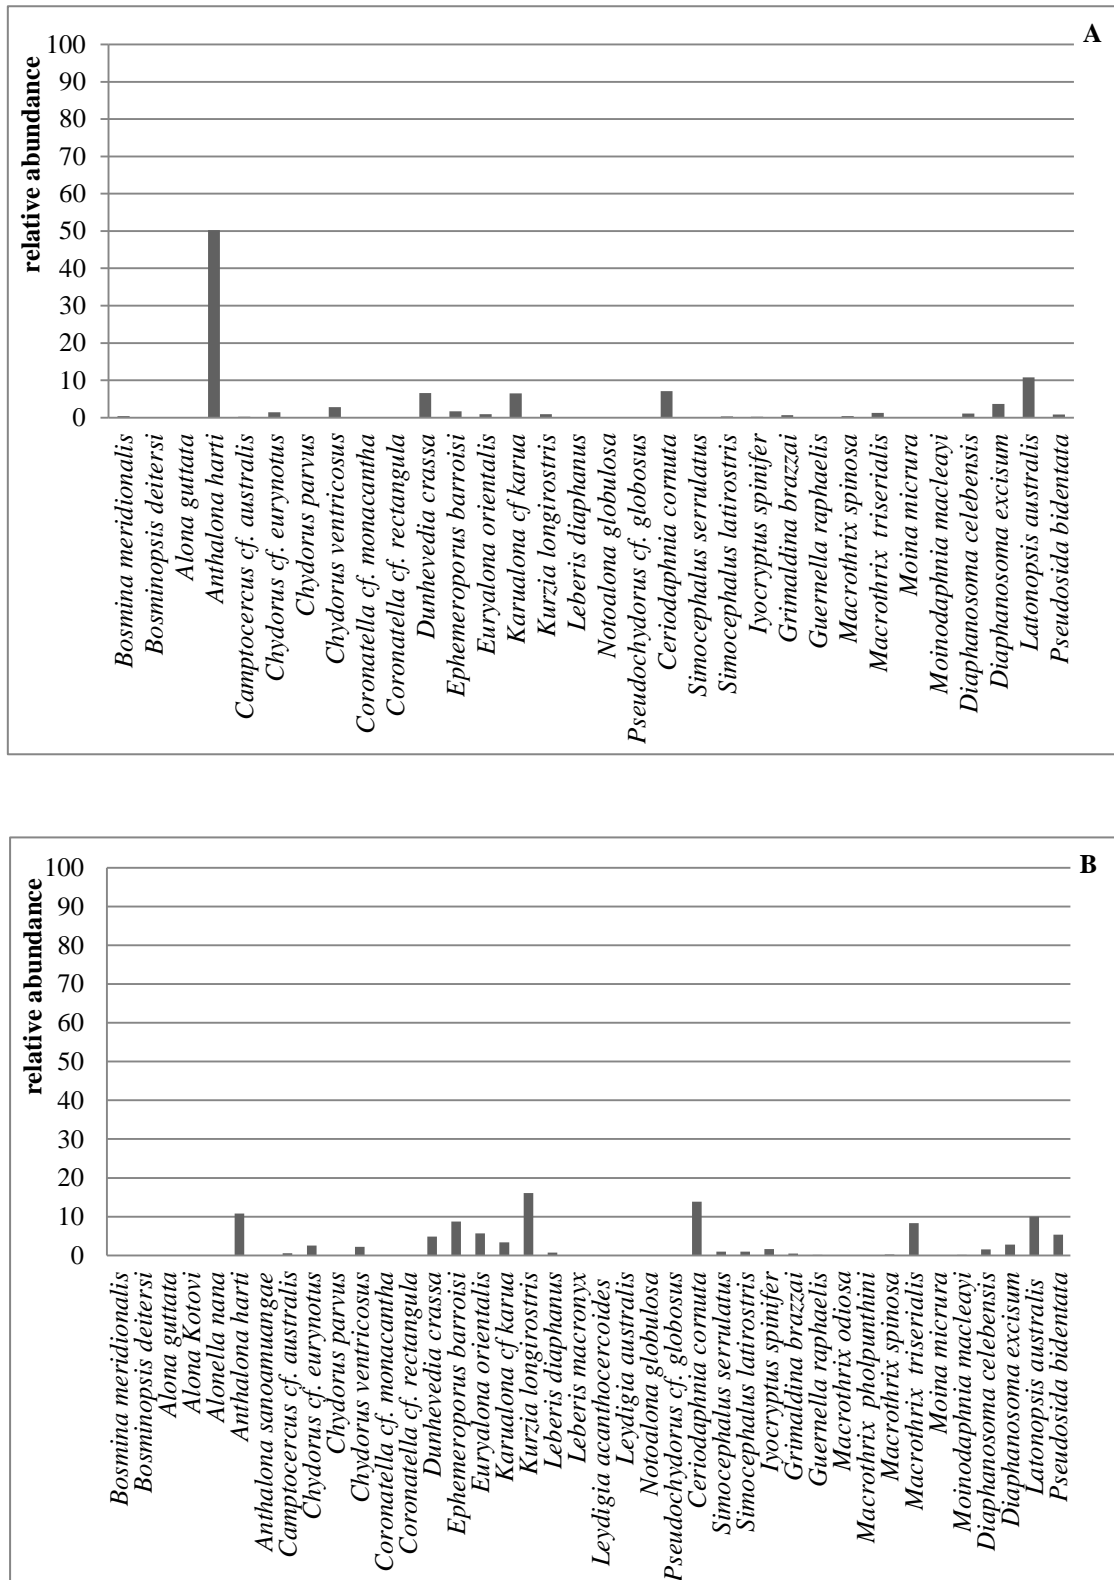 A
relative abundance
100
90
80
70
60
50
40
30
20
10
0
Bosmina meridionalis
Bosminopsis deitersi
Alona guttata
Anthalona harti
Camptocercus cf. australis
Chydorus cf. eurynotus
Chydorus parvus
Chydorus ventricosus
Coronatella cf. monacantha
Coronatella cf. rectangula
Dunhevedia crassa
Ephemeroporus barroisi
Euryalona orientalis
Karualona cf karua
Kurzia longirostris
Leberis diaphanus
Notoalona globulosa
Pseudochydorus cf. globosus
Ceriodaphnia cornuta
Simocephalus serrulatus
Simocephalus latirostris
Iyocryptus spinifer
Grimaldina brazzai
Guernella raphaelis
Macrothrix spinosa
Macrothrix triserialis
Moina micrura
Moinodaphnia macleayi
Diaphanosoma celebensis
Diaphanosoma excisum
Latonopsis australis
Pseudosida bidentata
B
relative abundance
100
90
80
70
60
50
40
30
20
10
0
Bosmina meridionalis
Bosminopsis deitersi
Alona guttata
Alona Kotovi
Alonella nana
Anthalona harti
Anthalona sanoamuangae
Camptocercus cf. australis
Chydorus cf. eurynotus
Chydorus parvus
Chydorus ventricosus
Coronatella cf. monacantha
Coronatella cf. rectangula
Dunhevedia crassa
Ephemeroporus barroisi
Euryalona orientalis
Karualona cf karua
Kurzia longirostris
Leberis diaphanus
Leberis macronyx
Leydigia acanthocercoides
Leydigia australis
Notoalona globulosa
Pseudochydorus cf. globosus
Ceriodaphnia cornuta
Simocephalus serrulatus
Simocephalus latirostris
Iyocryptus spinifer
Grimaldina brazzai
Guernella raphaelis
Macrothrix odiosa
Macrothrix pholpunthini
Macrothrix spinosa
Macrothrix triserialis
Moina micrura
Moinodaphnia macleayi
Diaphanosoma celebensis
Diaphanosoma excisum
Latonopsis australis
Pseudosida bidentata